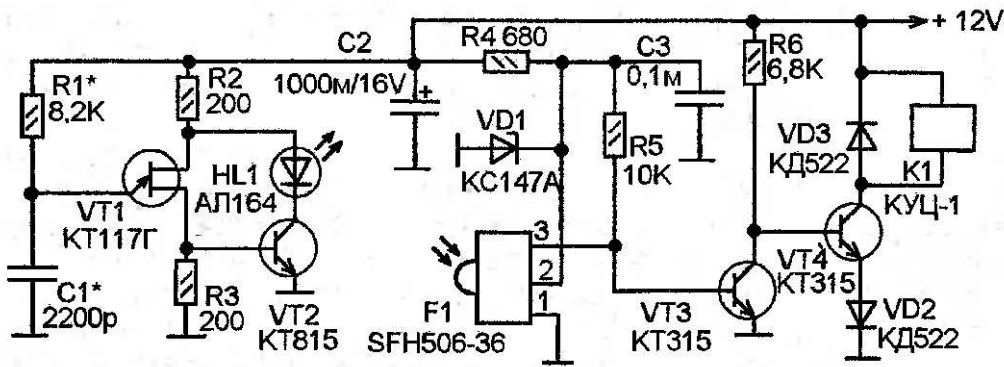 + 12V
R1*
8,2K
R2
200
C2
1000м/16V
+
R4 680
C3
0,1м
R6
6,8K
VD1
КС147А
R5
10K
VD3
КД522
K1
КУЦ-1
HL1
АЛ164
VT1
КТ117Г
C1*
2200р
R3
200
VT2
КТ815
3
2
1
F1
SFH506-36
VT3
КТ315
VT4
КТ315
VD2
КД522